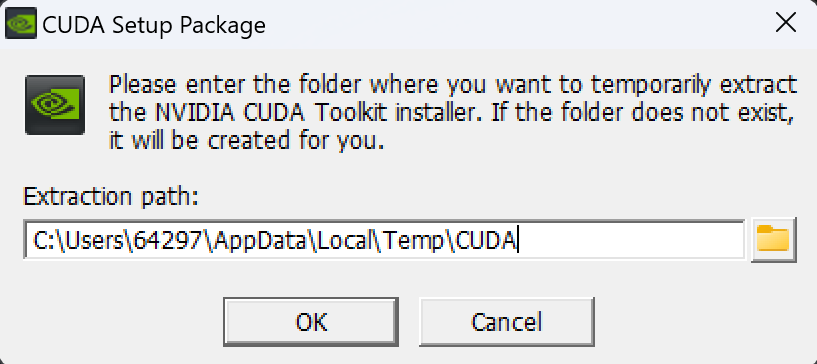 CUDA Setup Package
Please enter the folder where you want to temporarily extract
the NVIDIA CUDA Toolkit installer. If the folder does not exist,
it will be created for you.
Extraction path:
C:\Users\64297\AppData\Local\Temp\CUDA
OK
Cancel